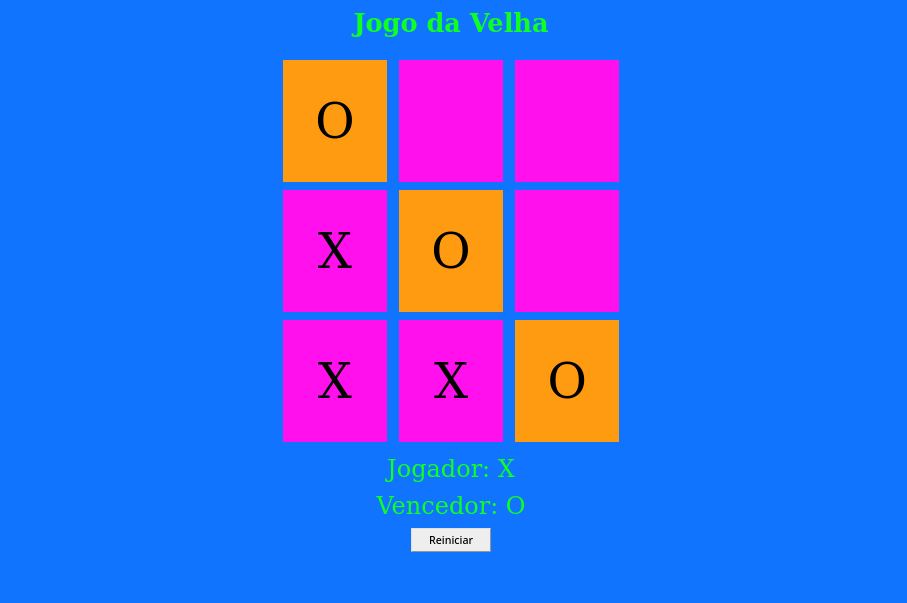 Jogo da Velha
O
X O
X X O
Jogador: X
Vencedor: O
Reiniciar